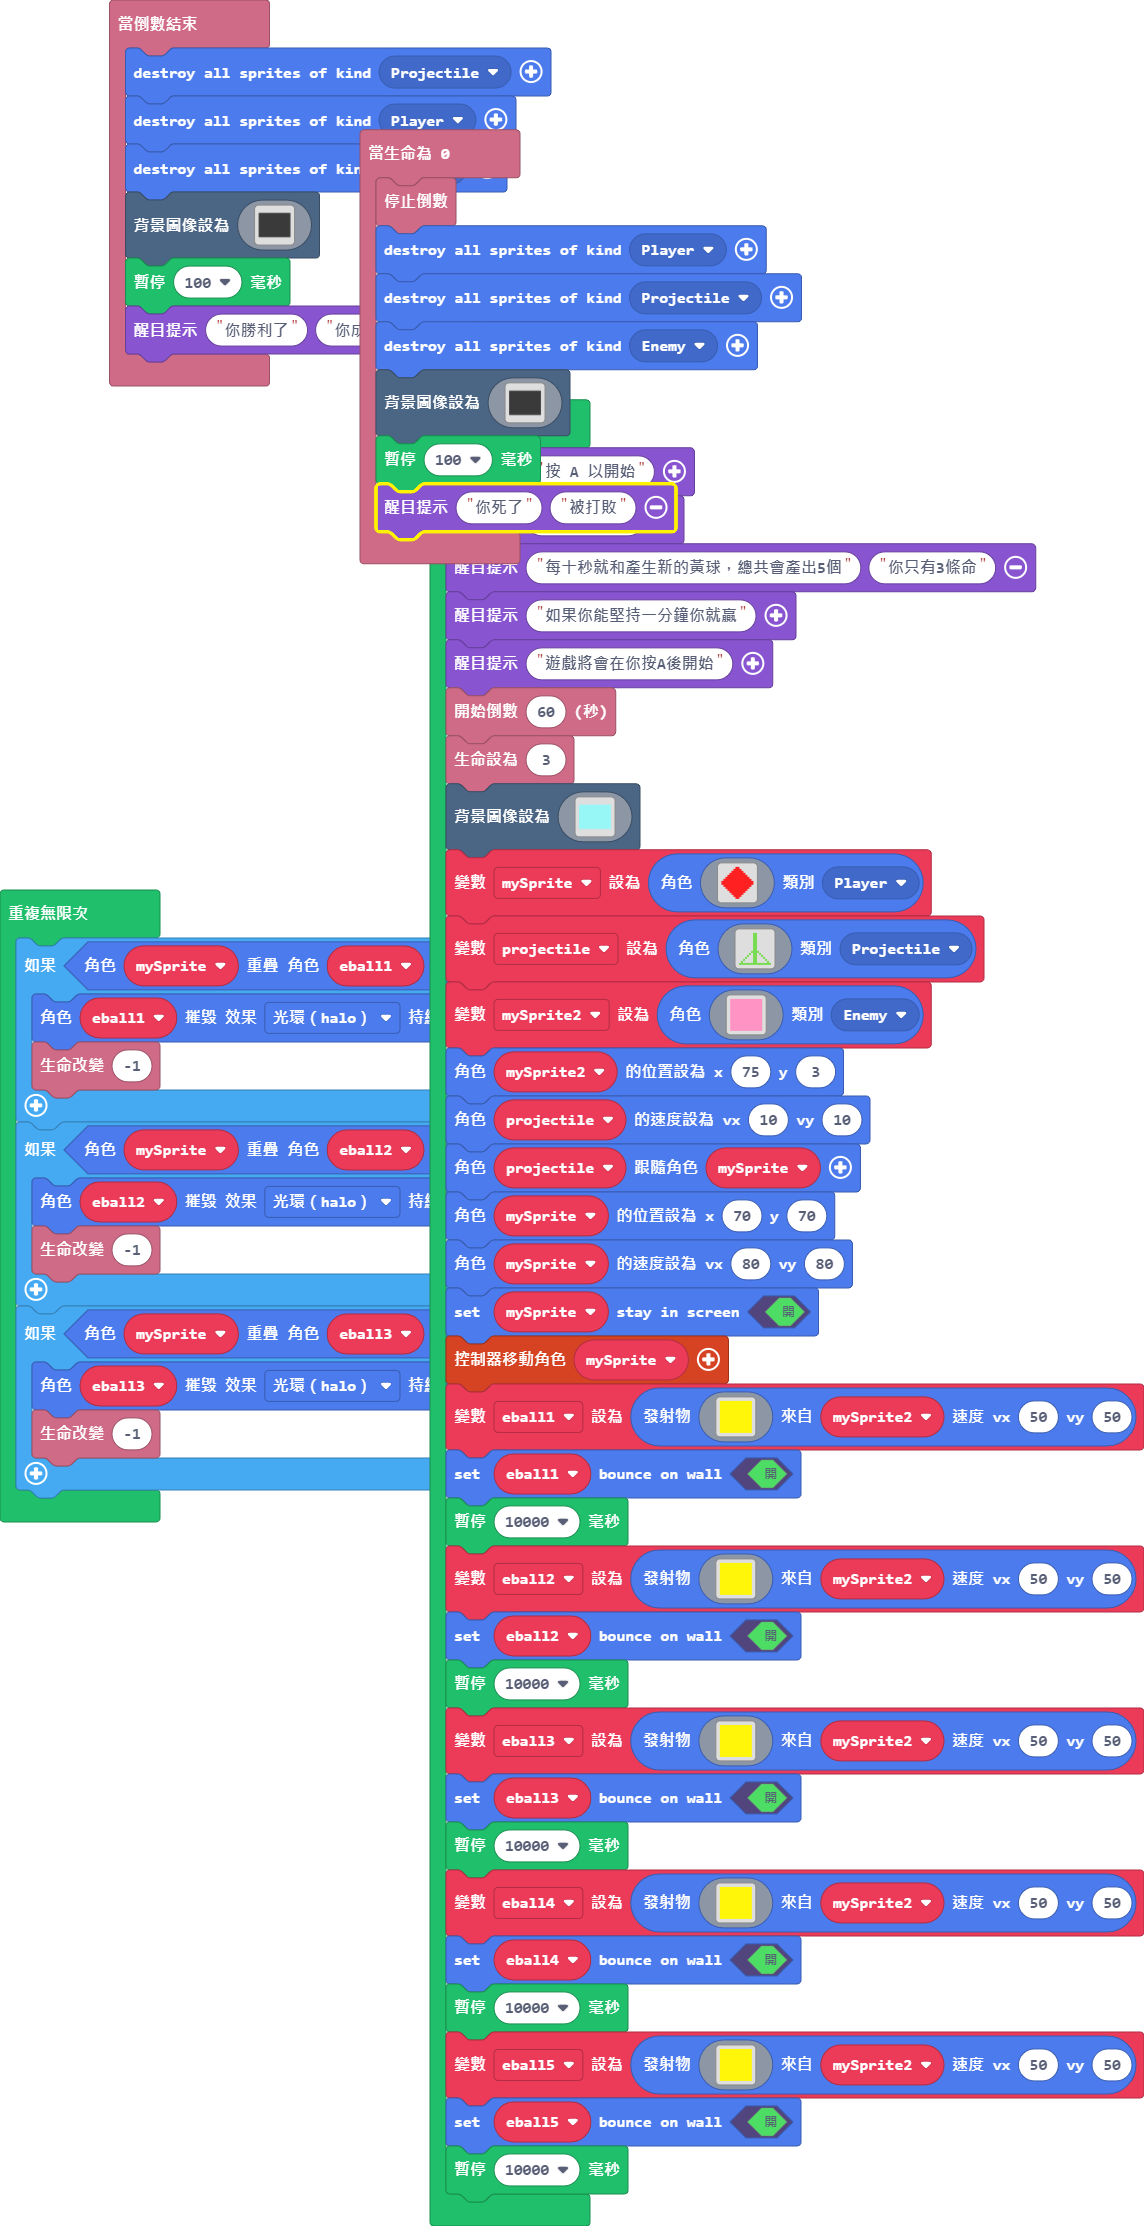 當倒數結束
destroy all sprites of kind Projectile
destroy all sprites of kind Player
destroy all sprites of kin
背景圖像設為
暫停 100 毫秒
醒目提示 "你勝利了" "你成
當生命為 0
停止倒數
destroy all sprites of kind Player
destroy all sprites of kind Projectile
destroy all sprites of kind Enemy
背景圖像設為
暫停 100 毫秒
醒目提示 "你死了" "被打敗"
"按 A 以開始"
醒目提示 "每十秒就和產生新的黃球，總共會產出5個" "你只有3條命"
醒目提示 "如果你能堅持一分鐘你就贏"
醒目提示 "遊戲將會在你按A後開始"
開始倒數 60 (秒)
生命設為 3
背景圖像設為
變數 mySprite 設為 角色 類別 Player
變數 projectile 設為 角色 類別 Projectile
變數 mySprite2 設為 角色 類別 Enemy
角色 mySprite2 的位置設為 x 75 y 3
角色 projectile 的速度設為 vx 10 vy 10
角色 projectile 跟隨角色 mySprite
角色 mySprite 的位置設為 x 70 y 70
角色 mySprite 的速度設為 vx 80 vy 80
set mySprite stay in screen 開
控制器移動角色 mySprite
變數 eball1 設為 發射物 來自 mySprite2 速度 vx 50 vy 50
set eball1 bounce on wall 開
暫停 10000 毫秒
變數 eball2 設為 發射物 來自 mySprite2 速度 vx 50 vy 50
set eball2 bounce on wall 開
暫停 10000 毫秒
變數 eball3 設為 發射物 來自 mySprite2 速度 vx 50 vy 50
set eball3 bounce on wall 開
暫停 10000 毫秒
變數 eball4 設為 發射物 來自 mySprite2 速度 vx 50 vy 50
set eball4 bounce on wall 開
暫停 10000 毫秒
變數 eball5 設為 發射物 來自 mySprite2 速度 vx 50 vy 50
set eball5 bounce on wall 開
暫停 10000 毫秒
重複無限次
如果 角色 mySprite 重疊 角色 eball1
角色 eball1 摧毀 效果 光環(halo) 持
生命改變 -1
如果 角色 mySprite 重疊 角色 eball2
角色 eball2 摧毀 效果 光環(halo) 持
生命改變 -1
如果 角色 mySprite 重疊 角色 eball3
角色 eball3 摧毀 效果 光環(halo) 持
生命改變 -1